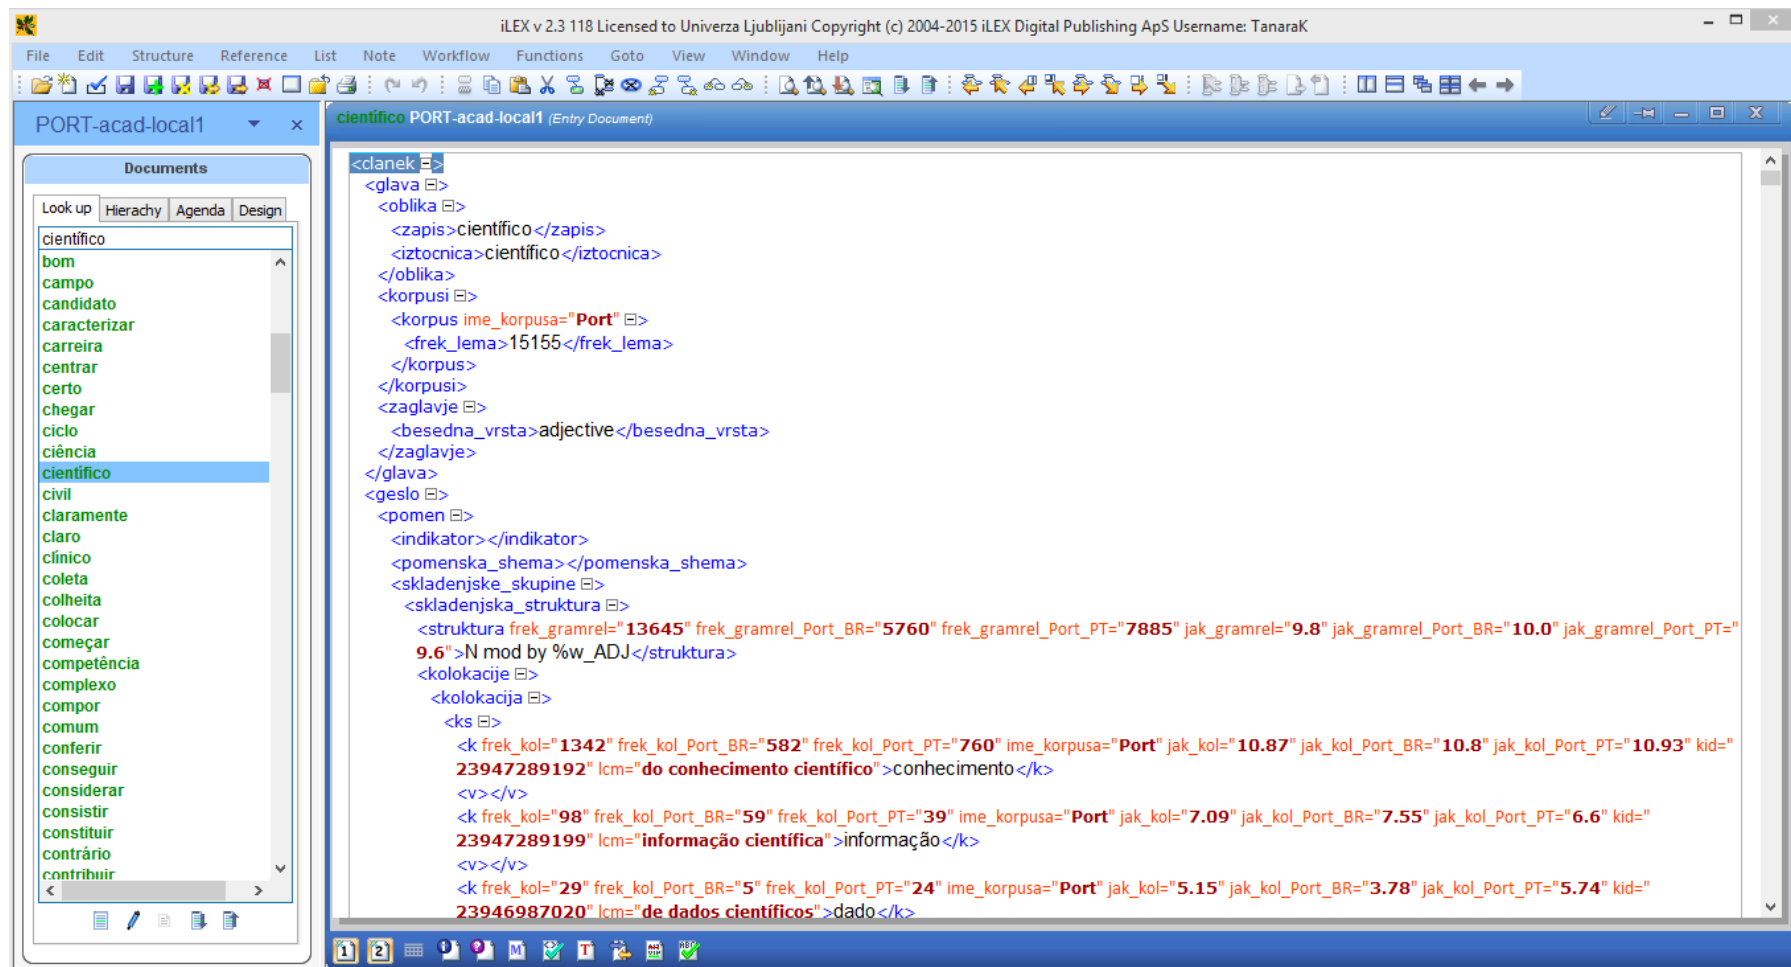 iLEX v 2.3 118 Licensed to Univerza Ljubljani Copyright (c) 2004-2015 iLEX Digital Publishing ApS Username: TanaraK
File Edit Structure Reference List Note Workflow Functions Goto View Window Help
PORT-acad-local1
Documents
Look up Hierachy Agenda Design
científico
bom
campo
candidato
caracterizar
carreira
centrar
certo
chegar
ciclo
ciência
científico
civil
claramente
claro
clínico
coleta
colheita
colocar
começar
competência
complexo
compor
comum
conferir
conseguir
considerar
consistir
constituir
contrário
contribuir
científico PORT-acad-local1 (Entry Document)
<clanek>
<glava>
<oblika>
<zapis>científico</zapis>
<iztocnica>científico</iztocnica>
</oblika>
<korpusi>
<korpus ime_korpusa="Port">
<frek_lema>15155</frek_lema>
</korpus>
</korpusi>
<zaglavje>
<besedna_vrsta>adjective</besedna_vrsta>
</zaglavje>
</glava>
<geslo>
<pomen>
<indikator></indikator>
<pomenska_shema></pomenska_shema>
<skladenjske_skupine>
<skladenjska_struktura>
<struktura frek_gramrel="13645" frek_gramrel_Port_BR="5760" frek_gramrel_Port_PT="7885" jak_gramrel="9.8" jak_gramrel_Port_BR="10.0" jak_gramrel_Port_PT="
9.6">N mod by %w_ADJ</struktura>
<kolokacije>
<kolokacija>
<ks>
<k frek_kol="1342" frek_kol_Port_BR="582" frek_kol_Port_PT="760" ime_korpusa="Port" jak_kol="10.87" jak_kol_Port_BR="10.8" jak_kol_Port_PT="10.93" kid="
23947289192" lcm="do conhecimento científico">conhecimento</k>
<v></v>
<k frek_kol="98" frek_kol_Port_BR="59" frek_kol_Port_PT="39" ime_korpusa="Port" jak_kol="7.09" jak_kol_Port_BR="7.55" jak_kol_Port_PT="6.6" kid="
23947289199" lcm="informação científica">informação</k>
<v></v>
<k frek_kol="29" frek_kol_Port_BR="5" frek_kol_Port_PT="24" ime_korpusa="Port" jak_kol="5.15" jak_kol_Port_BR="3.78" jak_kol_Port_PT="5.74" kid="
23946987020" lcm="de dados científicos">dado</k>
1 2 M T